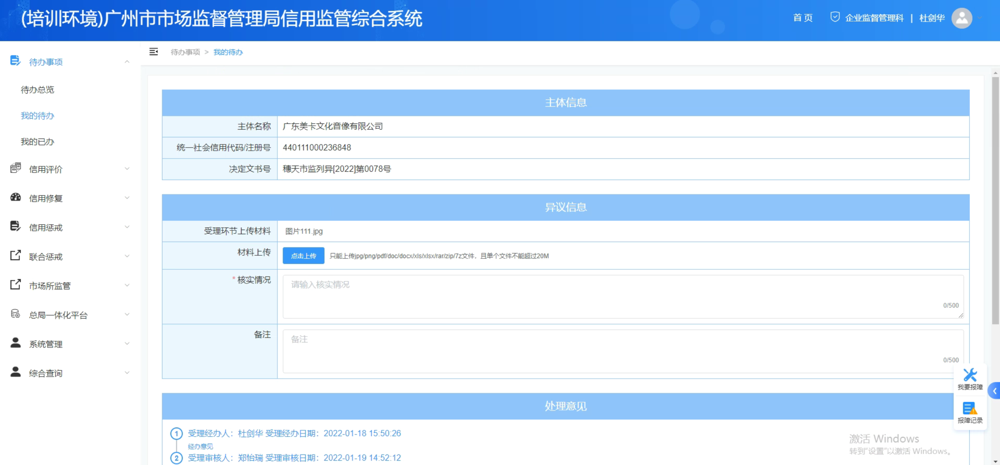 (培训环境)广州市市场监督管理局信用监管综合系统
首页 企业监督管理科 | 杜剑华
待办事项
待办总览
我的待办
我的已办
信用评价
信用修复
信用惩戒
联合惩戒
市场所监管
总局一体化平台
系统管理
综合查询
待办事项 > 我的待办
主体信息
主体名称 广东美卡文化音像有限公司
统一社会信用代码/注册号 440111000236848
决定文书号 穗天市监列异[2022]第0078号
异议信息
受理环节上传材料 图片111.jpg
材料上传 点击上传 只能上传jpg/png/pdf/doc/docx/xls/xlsx/rar/zip/7z文件，且单个文件不能超过20M
* 核实情况 请输入核实情况
0/500
备注 备注
0/500
处理意见
1 受理经办人：杜剑华 受理经办日期：2022-01-18 15:50:26
经办意见
2 受理审核人：郑怡瑞 受理审核日期：2022-01-19 14:52:12
我要报障
报障记录
激活 Windows
转到“设置”以激活 Windows。